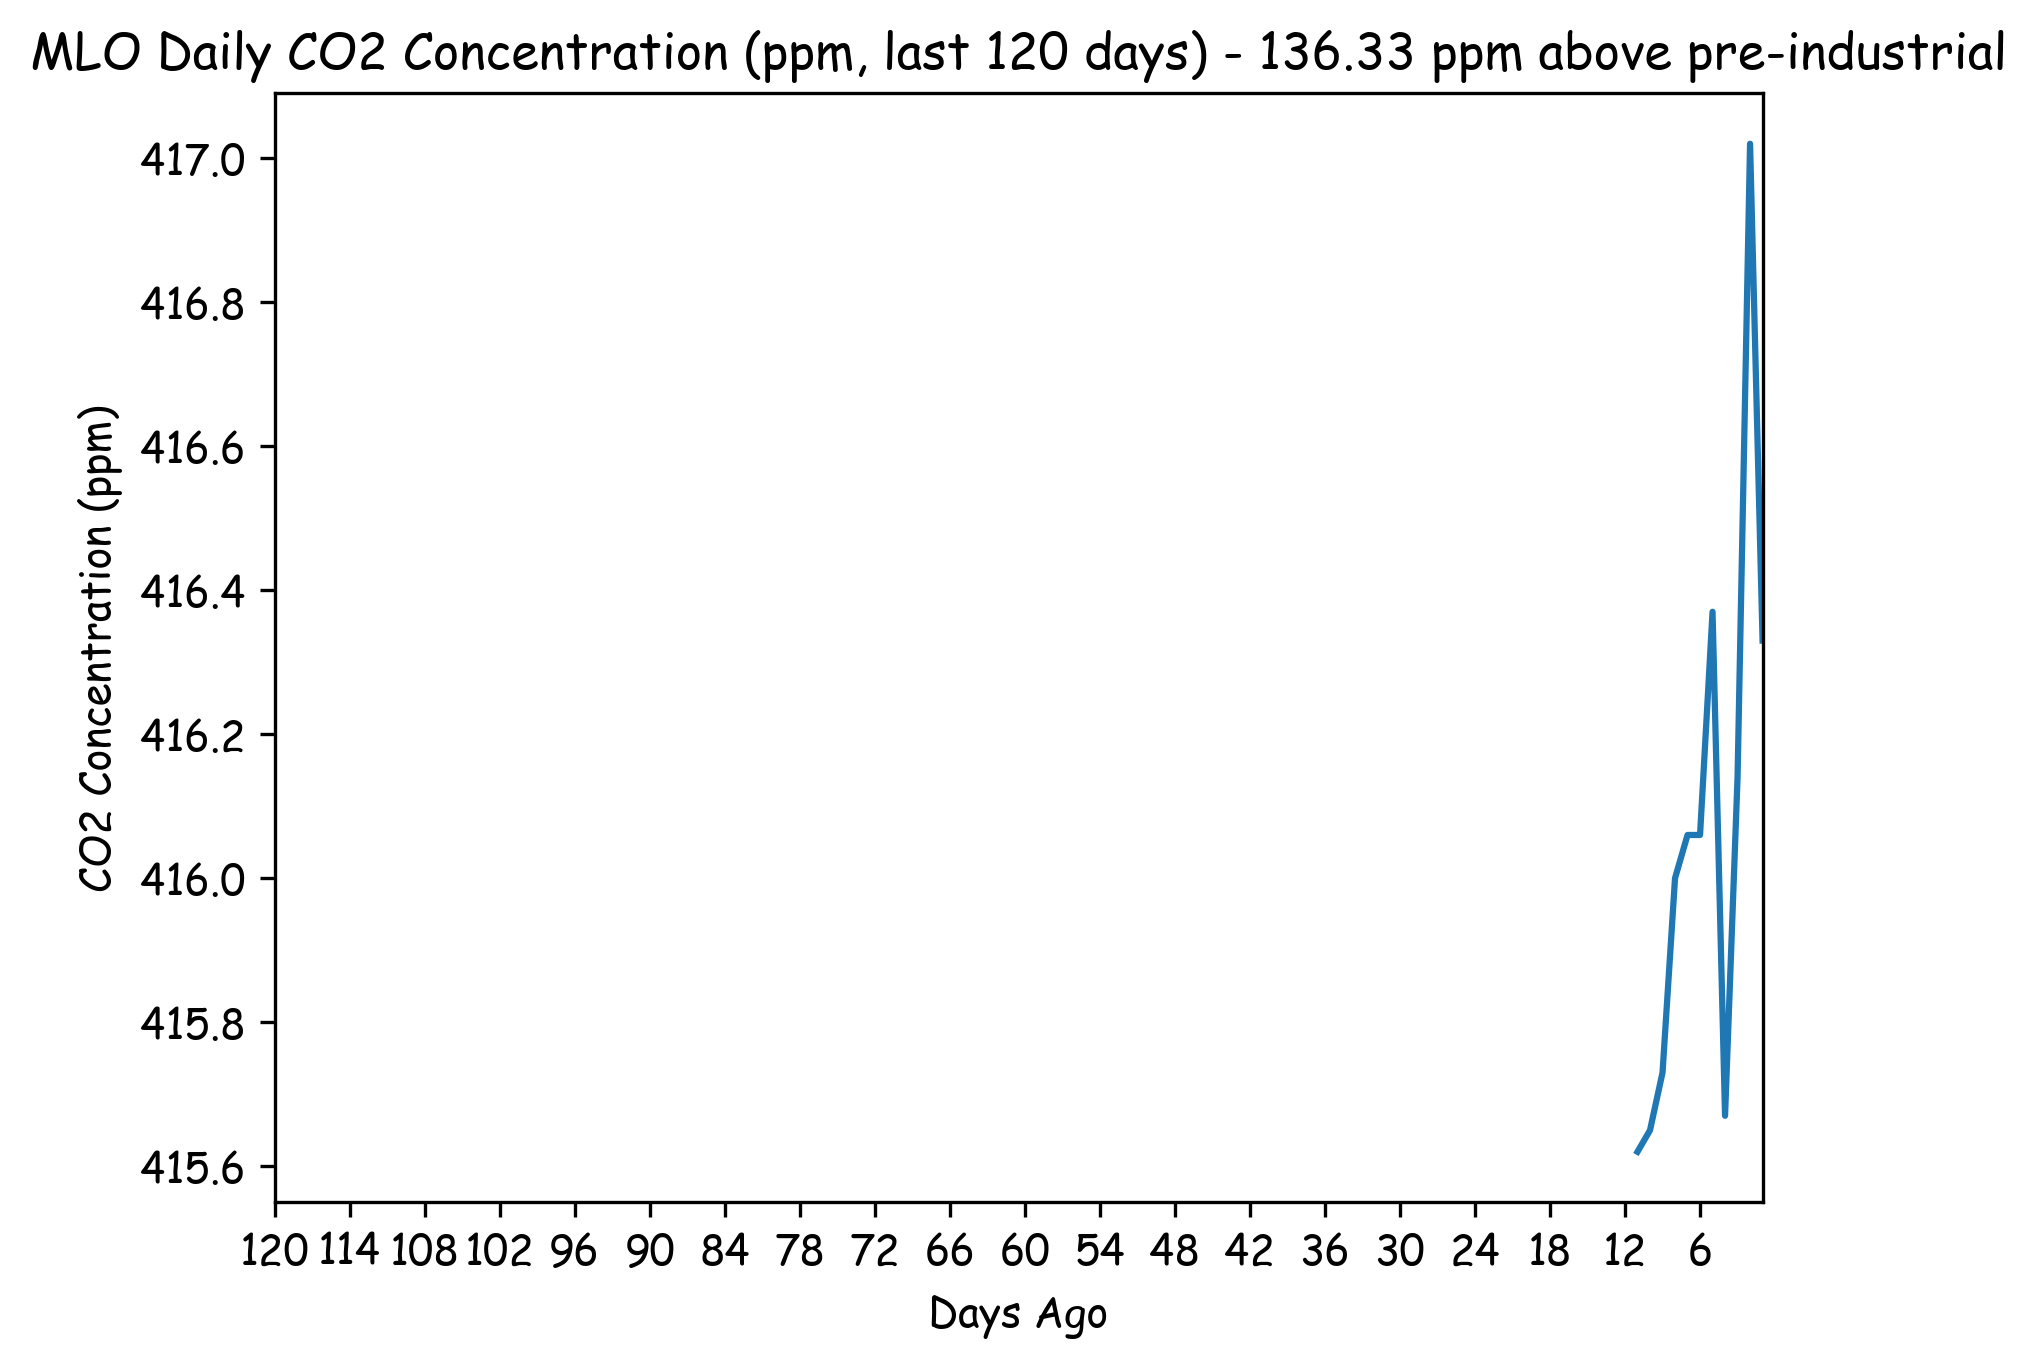 MLO Daily CO2 Concentration (ppm, last 120 days) - 136.33 ppm above pre-industrial
417.0
416.8
416.6
416.4
416.2
416.0
415.8
415.6
CO2 Concentration (ppm)
120 114 108 102 96 90 84 78 72 66 60 54 48 42 36 30 24 18 12 6
Days Ago